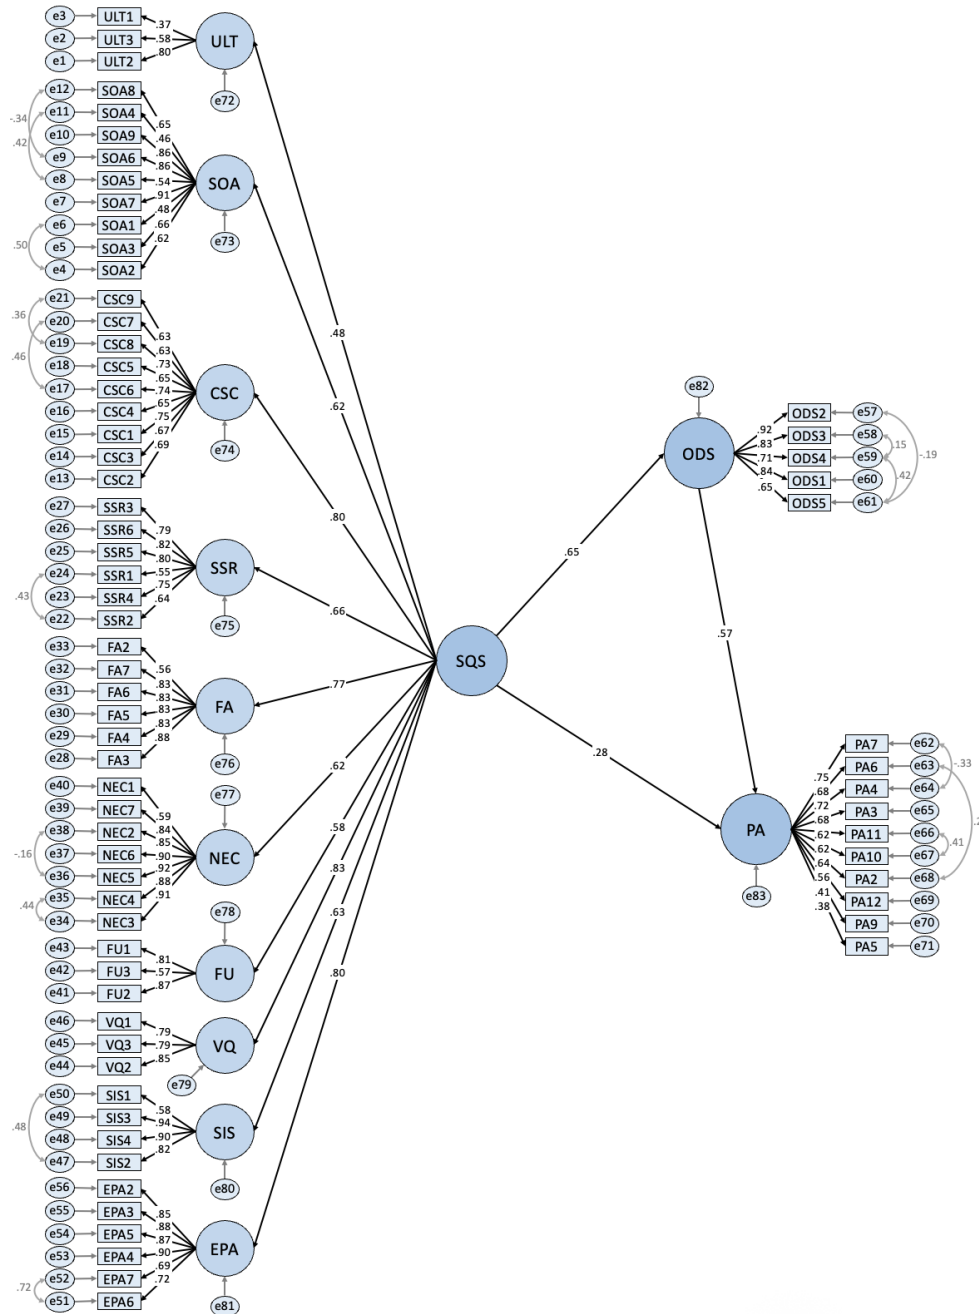 e3 ULT1 .37
e2 ULT3 .58 ULT
e1 ULT2 .80
e72
e12 SOA8 .65
-.34 e11 SOA4 .46
e10 SOA9 .86
.42 e9 SOA6 .86
e8 SOA5 .54 SOA
e7 SOA7 .91
e6 SOA1 .48
.50 e5 SOA3 .66
e4 SOA2 .62
e73
.48
.62
e21 CSC9 .63
.36 e20 CSC7 .63
e19 CSC8 .73
.46 e18 CSC5 .65
e17 CSC6 .74 CSC
e16 CSC4 .65
e15 CSC1 .75
e14 CSC3 .67
e13 CSC2 .69
e74
.80
e82
ODS2 e57
.92 ODS3 e58
ODS .83 ODS4 e59 .15 -.19
.71 ODS1 e60 .42
.84 ODS5 e61
.65
e27 SSR3 .79
e26 SSR6 .82
e25 SSR5 .80
e24 SSR1 .55 SSR
.43 e23 SSR4 .75
e22 SSR2 .64
e75
.66
.65
.57
SQS
e33 FA2 .56
e32 FA7 .83
e31 FA6 .83
e30 FA5 .83 FA
e29 FA4 .83
e28 FA3 .88
e76
.77
.62
.28
e77
e40 NEC1 .59
e39 NEC7 .84
e38 NEC2 .85
-.16 e37 NEC6 .90 NEC
e36 NEC5 .92
e35 NEC4 .88
.44 e34 NEC3 .91
.58
.83
.63
.80
PA7 e62
.75 PA6 e63 -.33
.68 PA4 e64
.72 PA3 e65
PA .68 PA11 e66
.62 PA10 e67 .41
.62 PA2 e68
.64 PA12 e69
.56 PA9 e70
.41 PA5 e71
.38
e83
e78
e43 FU1 .81
e42 FU3 .57 FU
e41 FU2 .87
e46 VQ1 .79
e45 VQ3 .79 VQ
e44 VQ2 .85
e79
e50 SIS1 .58
e49 SIS3 .94
.48 e48 SIS4 .90 SIS
e47 SIS2 .82
e80
e56 EPA2 .85
e55 EPA3 .88
e54 EPA5 .87
e53 EPA4 .90 EPA
e52 EPA7 .69
.72 e51 EPA6 .72
e81